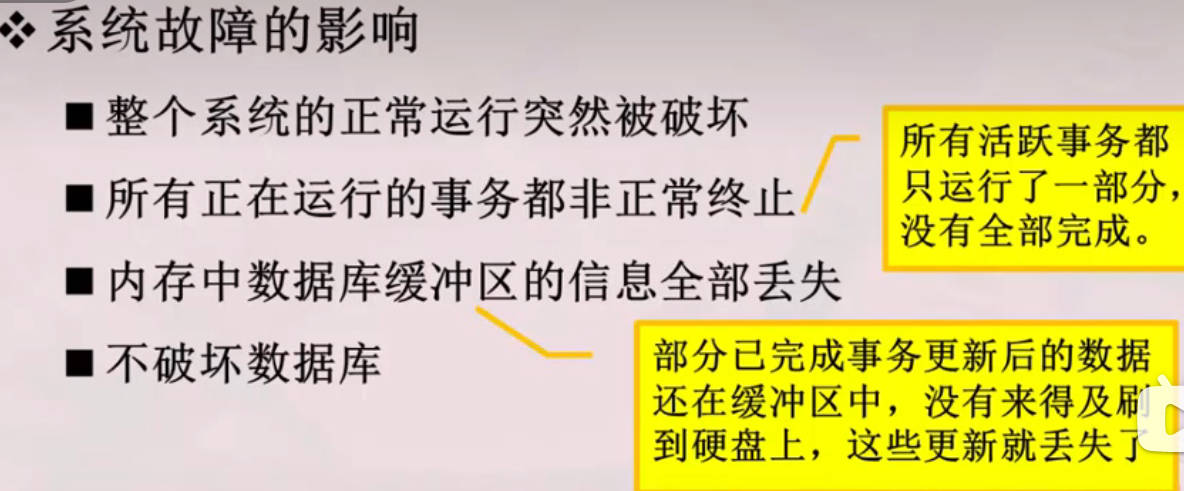 系统故障的影响
整个系统的正常运行突然被破坏
所有正在运行的事务都非正常终止
所有活跃事务都
只运行了一部分，
没有全部完成。
内存中数据库缓冲区的信息全部丢失
不破坏数据库
部分已完成事务更新后的数据
还在缓冲区中，没有来得及刷
到硬盘上，这些更新就丢失了